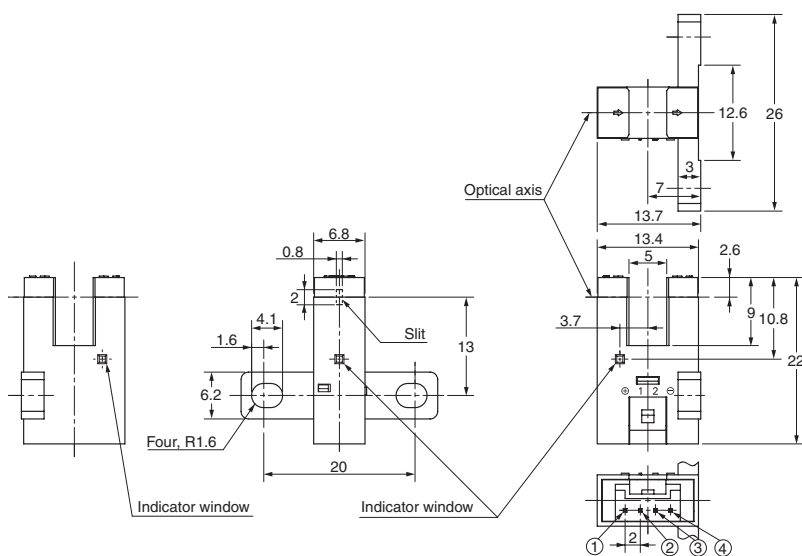 12.6
26
3
7
Optical axis
13.7
6.8
13.4
0.8
5
2.6
2
4.1
Slit
3.7
9
10.8
1.6
13
22
6.2
⊕ 1 2 ⊖
Four, R1.6
20
Indicator window
Indicator window
① 2 ② ③ ④